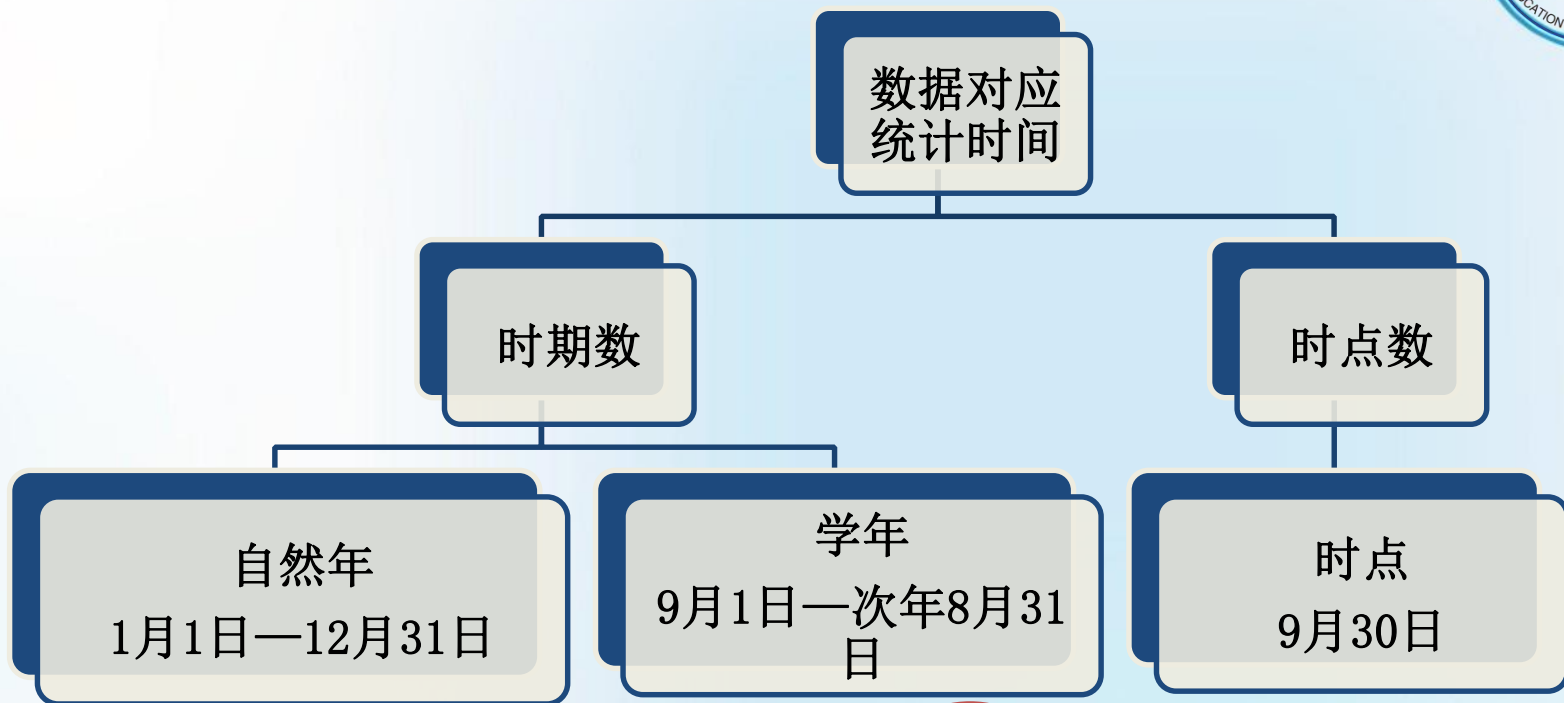 CATION
数据对应
统计时间
时期数
时点数
自然年
1月1日—12月31日
学年
9月1日—次年8月31
日
时点
9月30日